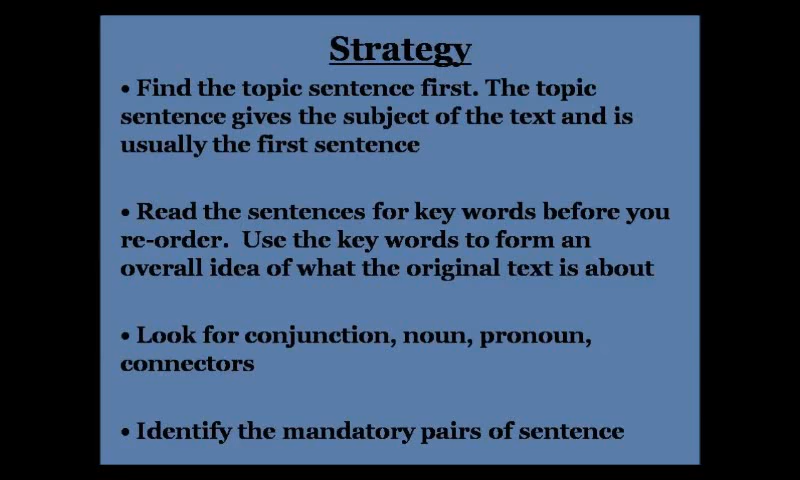 Strategy
• Find the topic sentence first. The topic
sentence gives the subject of the text and is
usually the first sentence
• Read the sentences for key words before you
re-order.  Use the key words to form an
overall idea of what the original text is about
• Look for conjunction, noun, pronoun,
connectors
• Identify the mandatory pairs of sentence